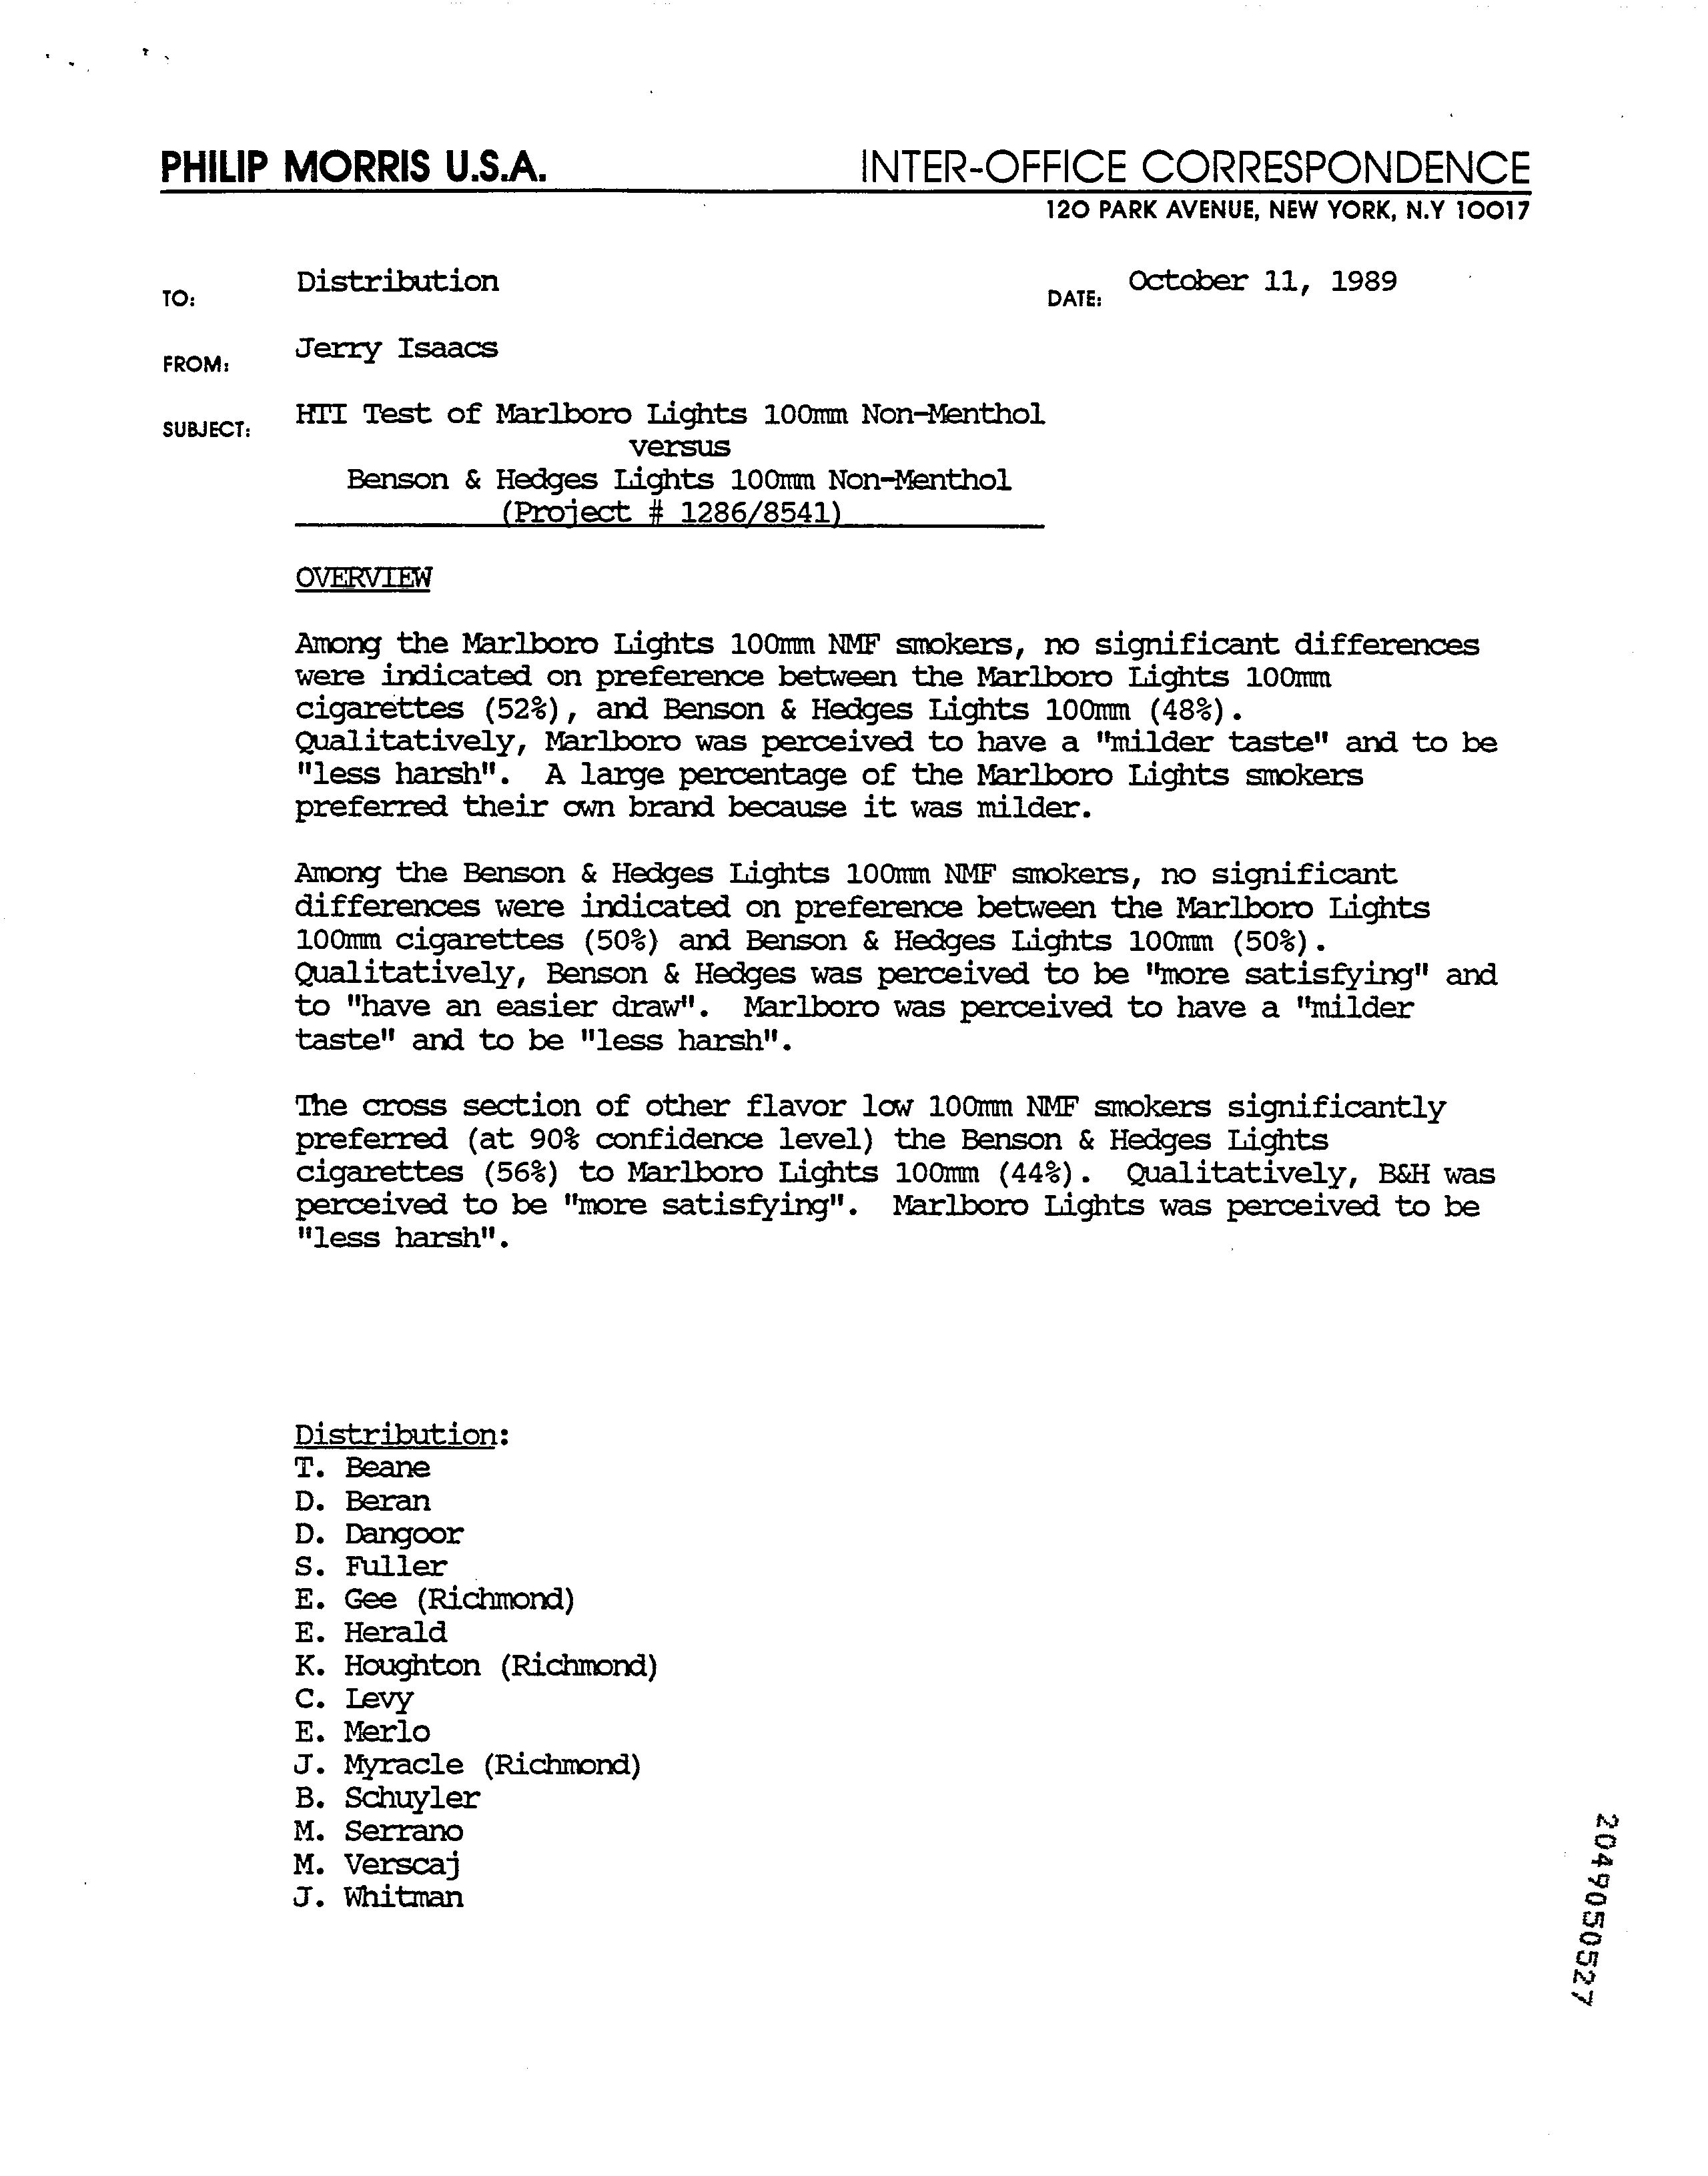 PHILIP MORRIS U.S.A. INTER-OFFICE CORRESPONDENCE
120 PARK AVENUE, NEW YORK, N.Y 10017
TO: Distribution DATE: October 11, 1989
FROM: Jerry Isaacs
SUBJECT: HTI Test of Marlboro Lights 100mm Non-Menthol
versus
Benson & Hedges Lights 100mm Non-Menthol
(Project # 1286/8541)
OVERVIEW
Among the Marlboro Lights 100mm NMF smokers, no significant differences
were indicated on preference between the Marlboro Lights 100mm
cigarettes (52%), and Benson & Hedges Lights 100mm (48%).
Qualitatively, Marlboro was perceived to have a "milder taste" and to be
"less harsh". A large percentage of the Marlboro Lights smokers
preferred their own brand because it was milder.
Among the Benson & Hedges Lights 100mm NMF smokers, no significant
differences were indicated on preference between the Marlboro Lights
100mm cigarettes (50%) and Benson & Hedges Lights 100mm (50%).
Qualitatively, Benson & Hedges was perceived to be "more satisfying" and
to "have an easier draw". Marlboro was perceived to have a "milder
taste" and to be "less harsh".
The cross section of other flavor low 100mm NMF smokers significantly
preferred (at 90% confidence level) the Benson & Hedges Lights
cigarettes (56%) to Marlboro Lights 100mm (44%). Qualitatively, B&H was
perceived to be "more satisfying". Marlboro Lights was perceived to be
"less harsh".
Distribution:
T. Beane
D. Beran
D. Dangoor
S. Fuller
E. Gee (Richmond)
E. Herald
K. Houghton (Richmond)
C. Levy
E. Merlo
J. Myracle (Richmond)
B. Schuyler
M. Serrano
M. Verscaj
J. Whitman
2049050527